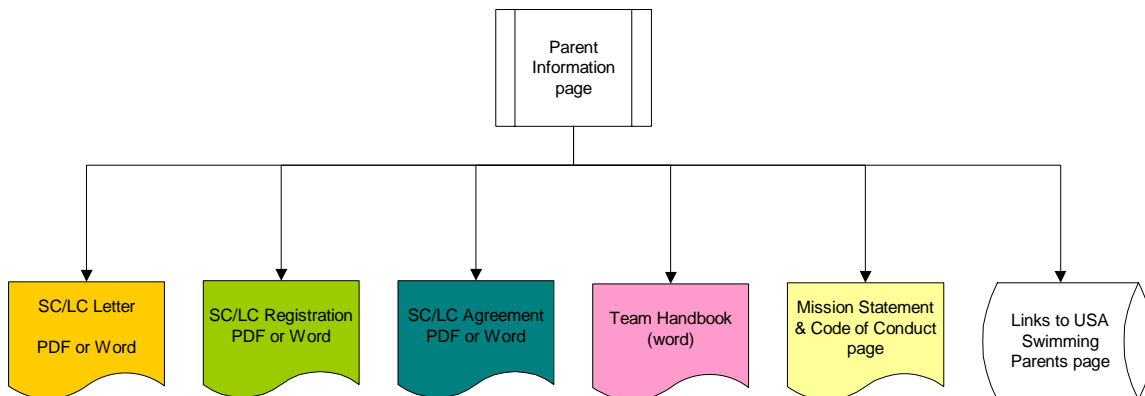 Parent
Information
page
SC/LC Letter
PDF or Word
SC/LC Registration
PDF or Word
SC/LC Agreement
PDF or Word
Team Handbook
(word)
Mission Statement
& Code of Conduct
page
Links to USA
Swimming
Parents page